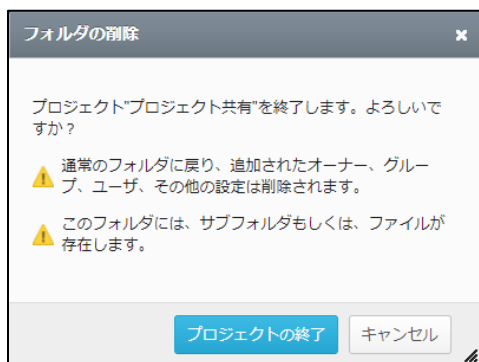 フォルダの削除
プロジェクト"プロジェクト共有"を終了します。よろしいで
すか？
通常のフォルダに戻り、追加されたオーナー、グルー
プ、ユーザ、その他の設定は削除されます。
このフォルダには、サブフォルダもしくは、ファイルが
存在します。
プロジェクトの終了
キャンセル